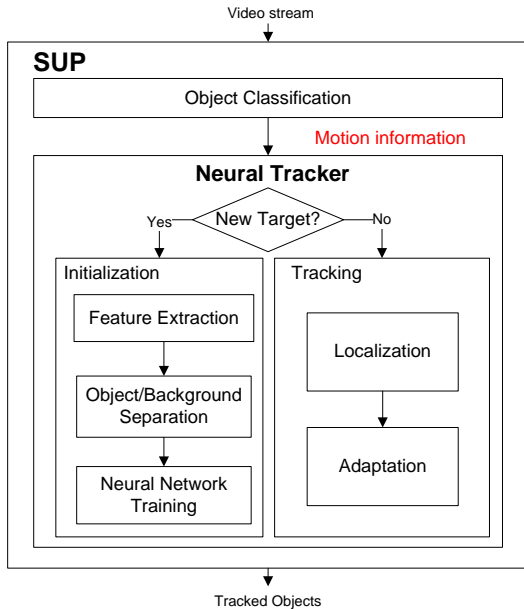 Video stream
SUP
Object Classification
Motion information
Neural Tracker
New Target?
Yes
No
Initialization
Feature Extraction
Object/Background
Separation
Neural Network
Training
Tracking
Localization
Adaptation
Tracked Objects